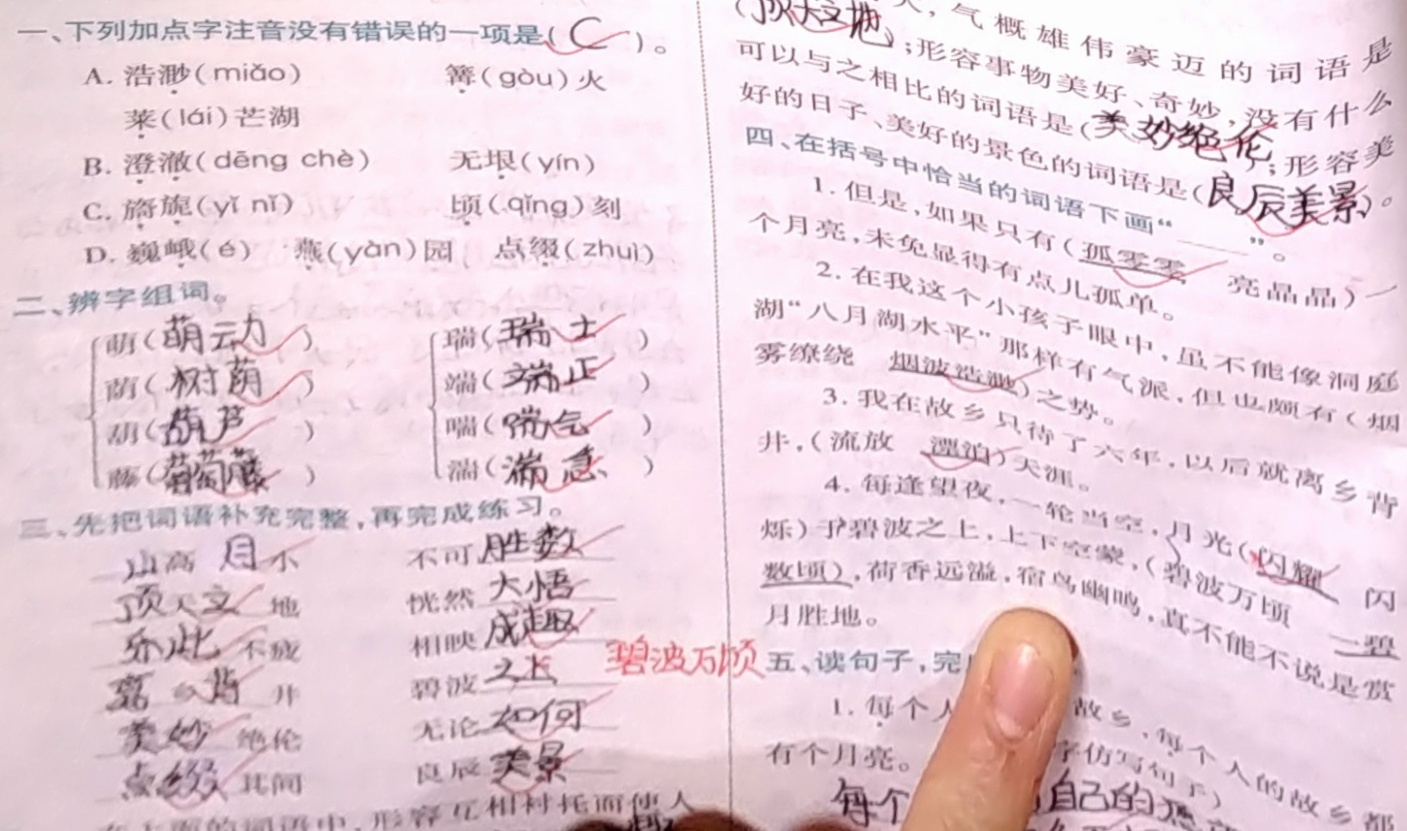 一、下列加点字注音没有错误的一项是(C)。
A. 浩渺(miǎo) 篝(gòu)火
莱(lái)芒湖
B. 澄澈(dēng chè) 无垠(yín)
C. 旖旎(yǐ nǐ) 顷(qǐng)刻
D. 巍峨(é) 燕(yàn)园 点缀(zhuì)
二、辨字组词。
萌(萌动) 瑞(瑞士)
荫(树荫) 端(端正)
葫(葫芦) 喘(喘气)
藤(葡萄藤) 湍(湍急)
三、先把词语补充完整,再完成练习。
山高月小 不可胜数
顶天立地 恍然大悟
乐此不疲 相映成趣
离乡背井 碧波之上 碧波万顷
美妙绝伦 无论如何
点缀其间 良辰美景
在上面的词语中,形容互相衬托而使人
,气概雄伟豪迈的词语是
(顶天立地);形容事物美好、奇妙,没有什么
可以与之相比的词语是(美妙绝伦);形容美
好的日子、美好的景色的词语是(良辰美景)。
四、在括号中恰当的词语下画“____”。
1. 但是,如果只有(孤零零 亮晶晶)一
个月亮,未免显得有点儿孤单。
2. 在我这个小孩子眼中,虽不能像洞庭
湖“八月湖水平”那样有气派,但也颇有(烟
雾缭绕 烟波浩渺)之势。
3. 我在故乡只待了六年,以后就离乡背
井,(流放 漂泊)天涯。
4. 每逢望夜,一轮当空,月光(闪耀 闪
烁)于碧波之上,上下空蒙,(碧波万顷 一碧
数顷),荷香远溢,宿鸟幽鸣,真不能不说是赏
月胜地。
五、读句子,完
1. 每个人 故乡,每个人的故乡都
有个月亮。 字仿写句子)
每个 自己的